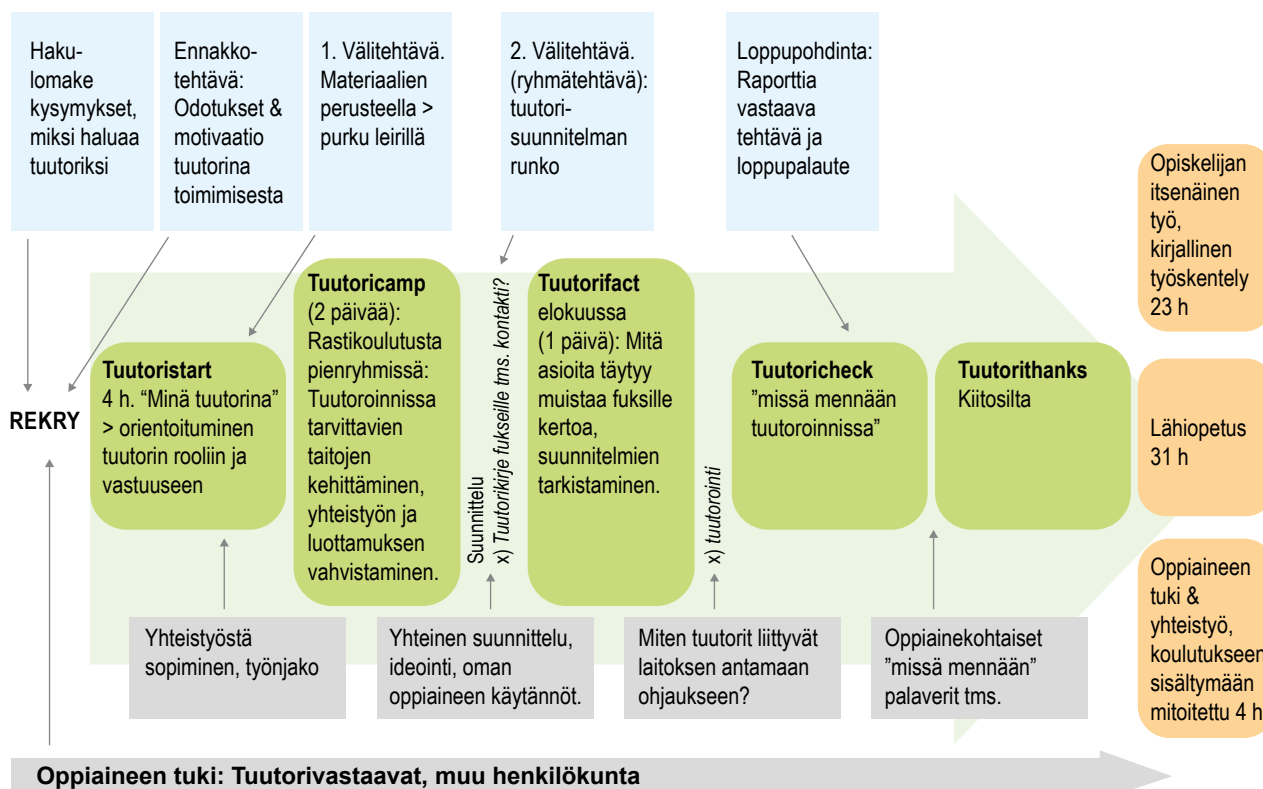 Haku-
lomake
kysymykset,
miksi haluaa
tuutoriksi
Ennakko-
tehtävä:
Odotukset &
motivaatio
tuutorina
toimimisesta
1. Välitehtävä.
Materiaalien
perusteella >
purku leirillä
2. Välitehtävä.
(ryhmätehtävä):
tuutori-
suunnitelman
runko
Loppupohdinta:
Raporttia
vastaava
tehtävä ja
loppupalaute
REKRY
Tuutoristart
4 h. “Minä tuutorina”
> orientoituminen
tuutorin rooliin ja
vastuuseen
Tuutoricamp
(2 päivää):
Rastikoulutusta
pienryhmissä:
Tuutoroinnissa
tarvittavien
taitojen
kehittäminen,
yhteistyön ja
luottamuksen
vahvistaminen.
Suunnittelu
x) Tuutorikirje fukseille tms. kontakti?
Tuutorifact
elokuussa
(1 päivä): Mitä
asioita täytyy
muistaa fuksille
kertoa,
suunnitelmien
tarkistaminen.
x) tuutorointi
Tuutoricheck
”missä mennään
tuutoroinnissa”
Tuutorithanks
Kiitosilta
Opiskelijan
itsenäinen
työ,
kirjallinen
työskentely
23 h
Lähiopetus
31 h
Oppiaineen
tuki &
yhteistyö,
koulutukseen
sisältymään
mitoitettu 4 h
Yhteistyöstä
sopiminen, työnjako
Yhteinen suunnittelu,
ideointi, oman
oppiaineen käytännöt.
Miten tuutorit liittyvät
laitoksen antamaan
ohjaukseen?
Oppiainekohtaiset
”missä mennään”
palaverit tms.
Oppiaineen tuki: Tuutorivastaavat, muu henkilökunta